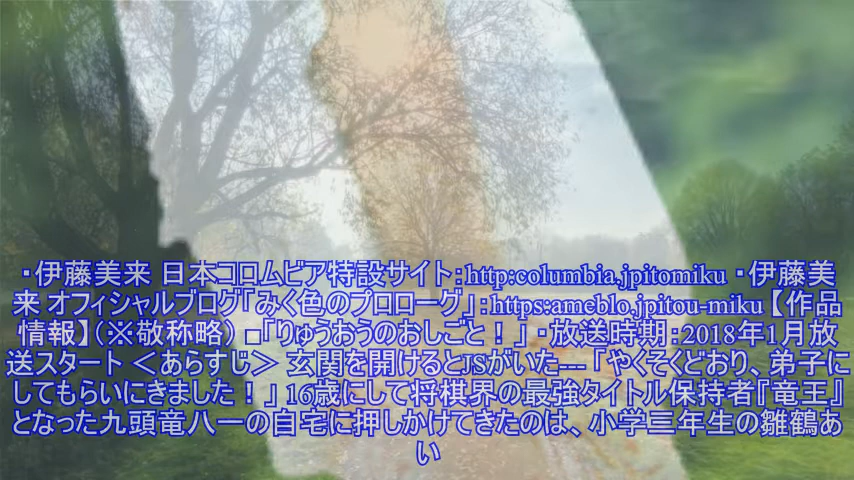 ・伊藤美来 日本コロムビア特設サイト：http:columbia.jpitomiku ・伊藤美
来 オフィシャルブログ「みく色のプロローグ」：https:ameblo.jpitou-miku 【作品
情報】（※敬称略） ■「りゅうおうのおしごと！」 ・放送時期：2018年1月放
送スタート ＜あらすじ＞ 玄関を開けるとJSがいた---「やくそくどおり、弟子に
してもらいにきました！」 16歳にして将棋界の最強タイトル保持者『竜王』
となった九頭竜八一の自宅に押しかけてきたのは、小学三年生の雛鶴あ
い